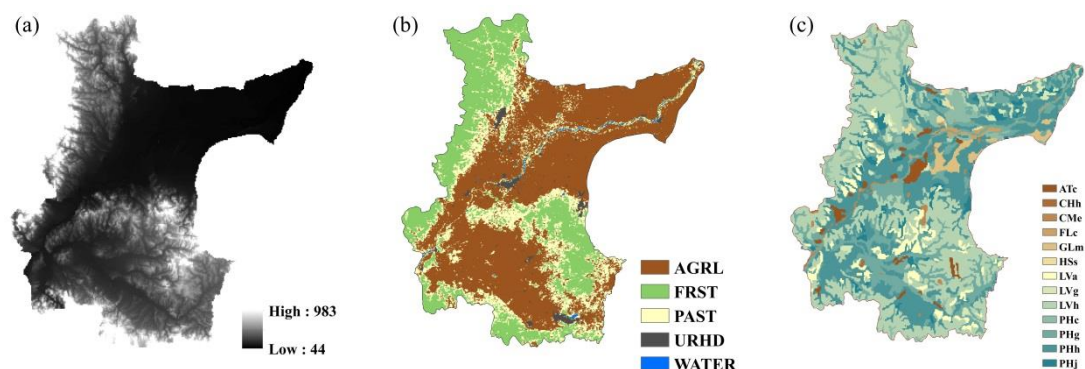 (a)
High : 983
Low : 44
(b)
AGRL
FRST
PAST
URHD
WATER
(c)
ATc
CHh
CMe
FLc
GLm
HSs
LVa
LVg
LVh
PHc
PHg
PHh
PHj